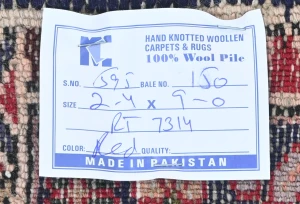 HAND KNOTTED WOOLLEN
CARPETS & RUGS
100% Wool Pile
S.NO. 595 BALE NO. 150
SIZE 2-4 x 9-0
RT 7314
COLOR: Red QUALITY:
MADE IN PAKISTAN